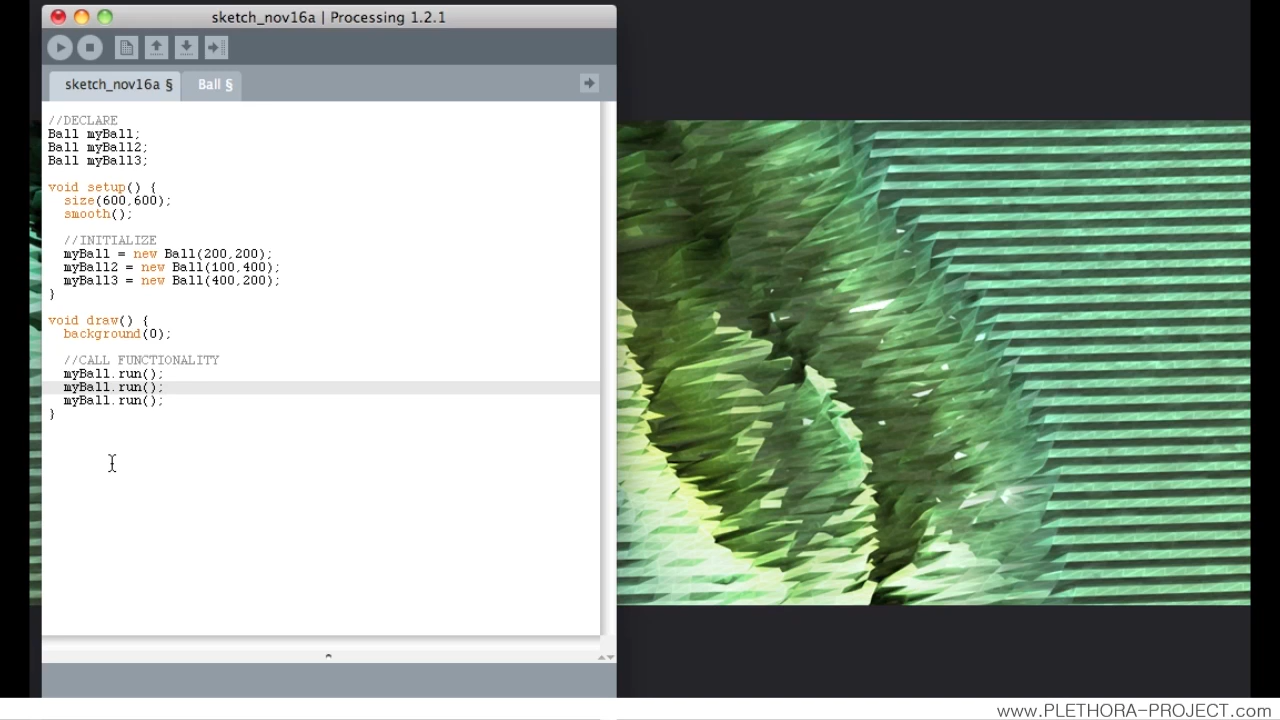 sketch_nov16a | Processing 1.2.1
sketch_nov16a §
Ball §
//DECLARE
Ball myBall;
Ball myBall2;
Ball myBall3;
void setup() {
size(600,600);
smooth();
//INITIALIZE
myBall = new Ball(200,200);
myBall2 = new Ball(100,400);
myBall3 = new Ball(400,200);
}
void draw() {
background(0);
//CALL FUNCTIONALITY
myBall.run();
myBall.run();
myBall.run();
}
www.PLETHORA-PROJECT.com